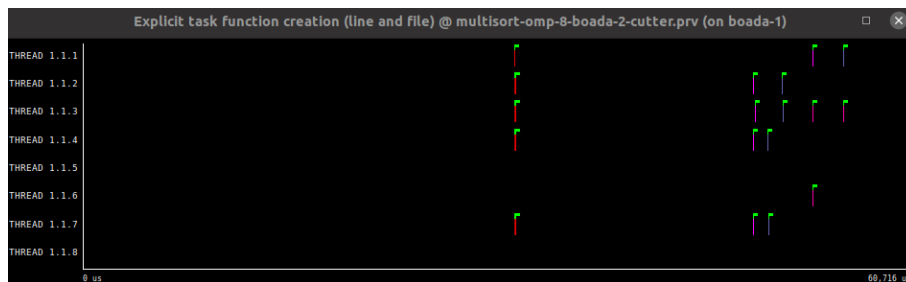 Explicit task function creation (line and file) @ multisort-omp-8-boada-2-cutter.prv (on boada-1)
THREAD 1.1.1
THREAD 1.1.2
THREAD 1.1.3
THREAD 1.1.4
THREAD 1.1.5
THREAD 1.1.6
THREAD 1.1.7
THREAD 1.1.8
0 us
60,716 u